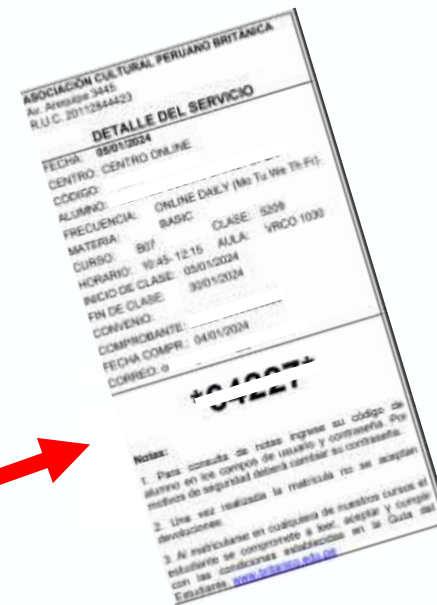 ASOCIACIÓN CULTURAL PERUANO BRITÁNICA
Av. Arequipa 3445
R.U.C. 20112844423
DETALLE DEL SERVICIO
FECHA: 05/01/2024
CENTRO: CENTRO ONLINE
CÓDIGO:
ALUMNO:
FRECUENCIA: ONLINE DAILY (Mo Tu We Th Fr)
MATERIA: BASIC
CURSO: B07 CLASE: 5209
HORARIO: 10:45- 12:15 AULA: VRCO 1030
INICIO DE CLASE: 05/01/2024
FIN DE CLASE: 30/01/2024
CONVENIO:
COMPROBANTE:
FECHA COMPR.: 04/01/2024
CORREO:
Notas:
1. Para consulta de notas ingrese su código de
alumno en los campos de usuario y contraseña. Por
motivos de seguridad deberá cambiar su contraseña.
2. Una vez realizada la matrícula no se aceptan
devoluciones.
3. Al matricularse en cualquiera de nuestros cursos el
estudiante se compromete a leer, aceptar y cumplir
con las condiciones establecidas en la Guía del
Estudiante. www.britanico.edu.pe